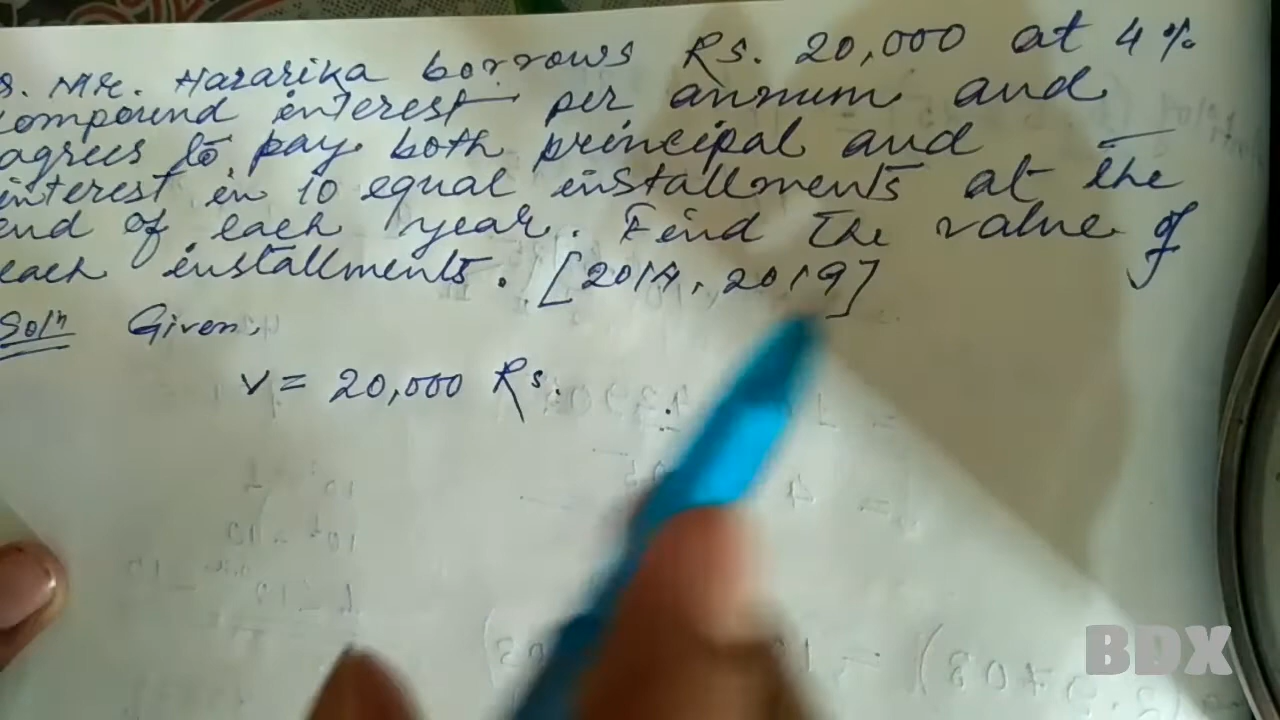 Mr. Hazarika borrows Rs. 20,000 at 4%
compound interest per annum and
agrees to pay both principal and
interest in 10 equal installments at the
end of each year. Find the value of
each installments. [2014, 2019]
Soln Given,
V = 20,000 Rs.
BDX